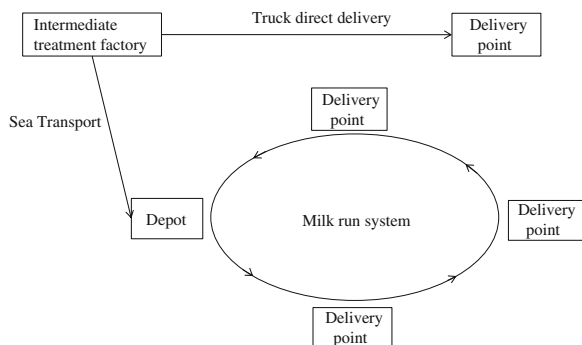 Intermediate
treatment factory
Truck direct delivery
Delivery
point
Sea Transport
Delivery
point
Depot
Milk run system
Delivery
point
Delivery
point